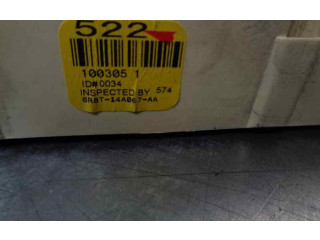 522
100305 1
ID#0034
INSPECTED BY 574
6R8T-14A067-AA